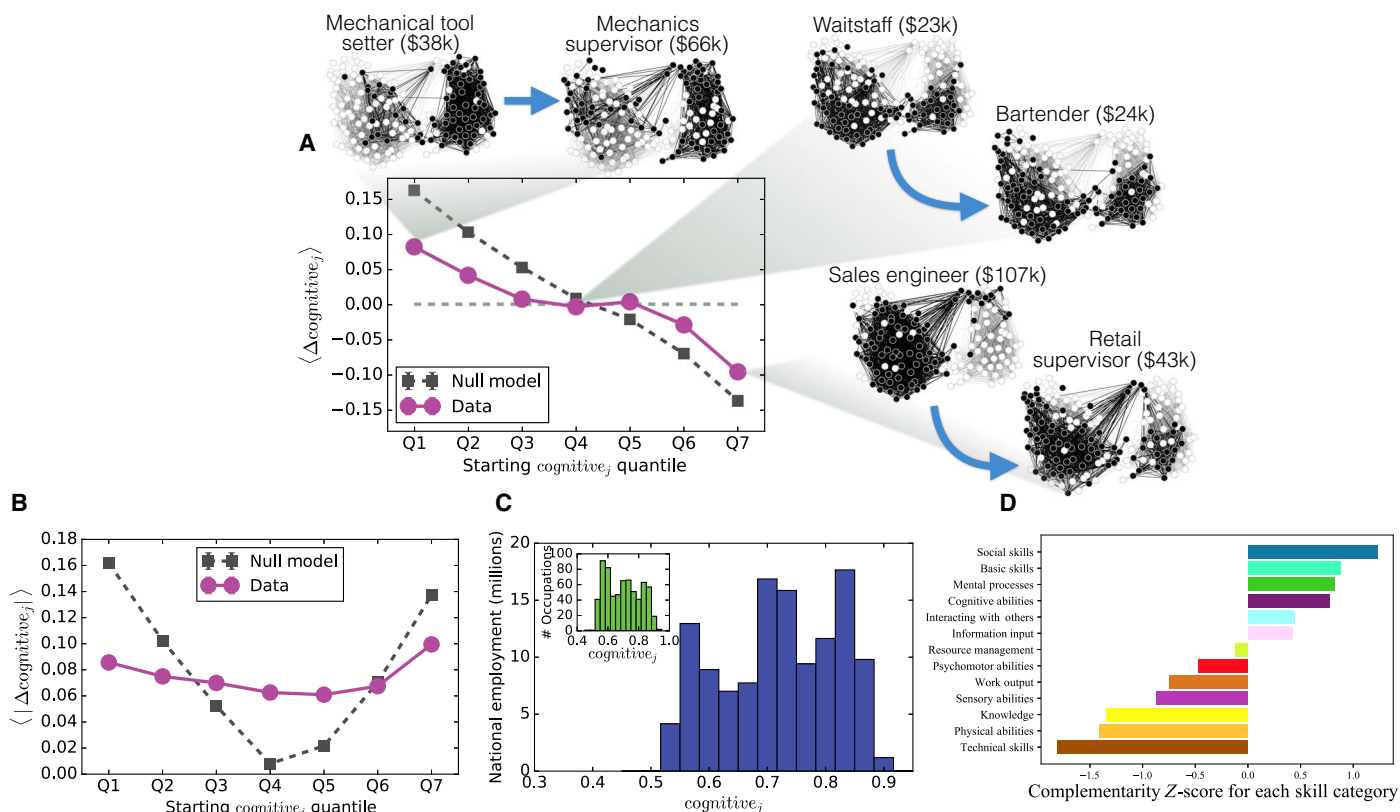 Mechanical tool
setter ($38k)
Mechanics
supervisor ($66k)
Waitstaff ($23k)
Bartender ($24k)
Sales engineer ($107k)
Retail
supervisor ($43k)
A
⟨Δcognitive_j⟩
0.15
0.10
0.05
0.00
−0.05
−0.10
−0.15
Null model
Data
Q1 Q2 Q3 Q4 Q5 Q6 Q7
Starting cognitive_j quantile
B
⟨|Δcognitive_j|⟩
0.18
0.16
0.14
0.12
0.10
0.08
0.06
0.04
0.02
0.00
Null model
Data
Q1 Q2 Q3 Q4 Q5 Q6 Q7
Starting cognitive_j quantile
C
National employment (millions)
20
15
10
5
0
0.3 0.4 0.5 0.6 0.7 0.8 0.9
cognitive_j
# Occupations
100
80
60
40
20
0
0.4 0.6 0.8 1.0
cognitive_j
D
Social skills
Basic skills
Mental processes
Cognitive abilities
Interacting with others
Information input
Resource management
Psychomotor abilities
Work output
Sensory abilities
Knowledge
Physical abilities
Technical skills
−1.5 −1.0 −0.5 0.0 0.5 1.0
Complementarity Z-score for each skill category